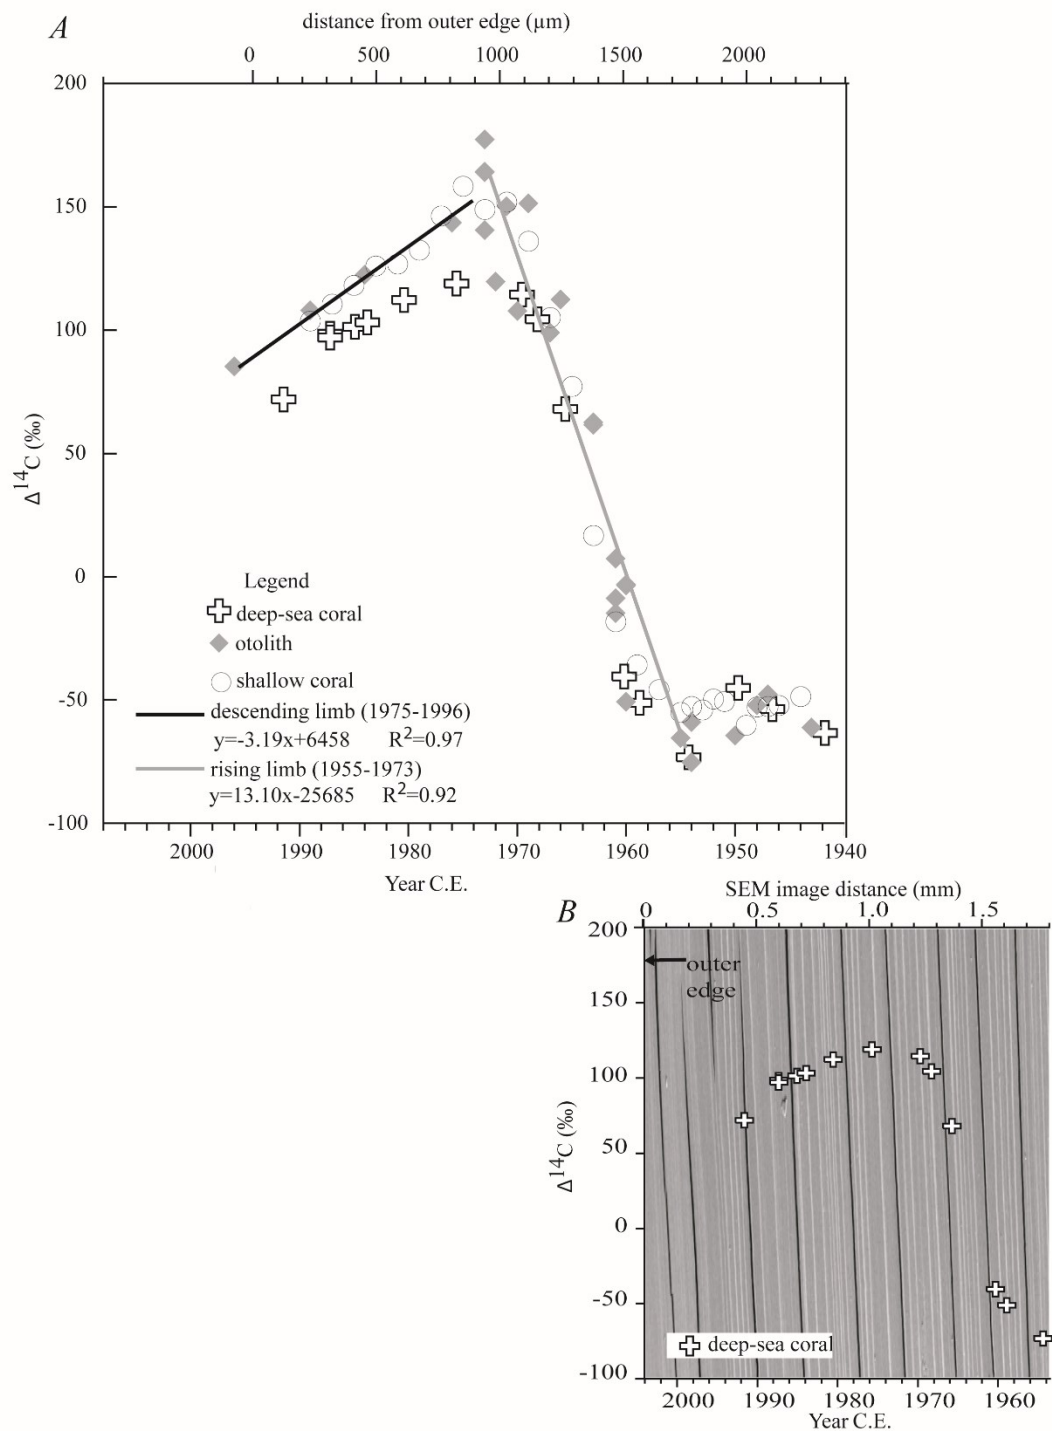 A
distance from outer edge (µm)
0 500 1000 1500 2000
200
150
100
50
0
-50
-100
Δ14C (‰)
Legend
deep-sea coral
otolith
shallow coral
descending limb (1975-1996)
y=-3.19x+6458 R2=0.97
rising limb (1955-1973)
y=13.10x-25685 R2=0.92
2000 1990 1980 1970 1960 1950 1940
Year C.E.
B
SEM image distance (mm)
0 0.5 1.0 1.5
200
outer
edge
150
100
50
0
-50
-100
Δ14C (‰)
deep-sea coral
2000 1990 1980 1970 1960
Year C.E.